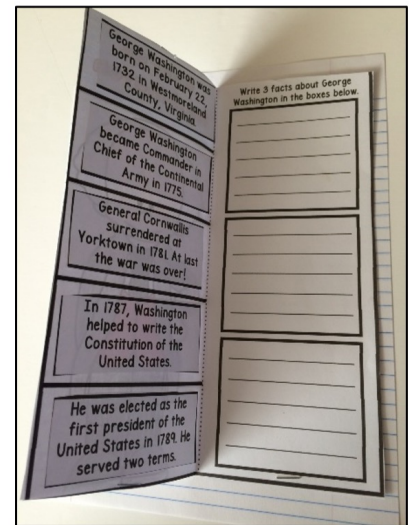 George Washington was
born on February 22,
1732 in Westmoreland
County, Virginia.
George Washington
became Commander in
Chief of the Continental
Army in 1775.
General Cornwallis
surrendered at
Yorktown in 1781. At last
the war was over!
In 1787, Washington
helped to write the
Constitution of the
United States.
He was elected as the
first president of the
United States in 1789. He
served two terms.
Write 3 facts about George
Washington in the boxes below.